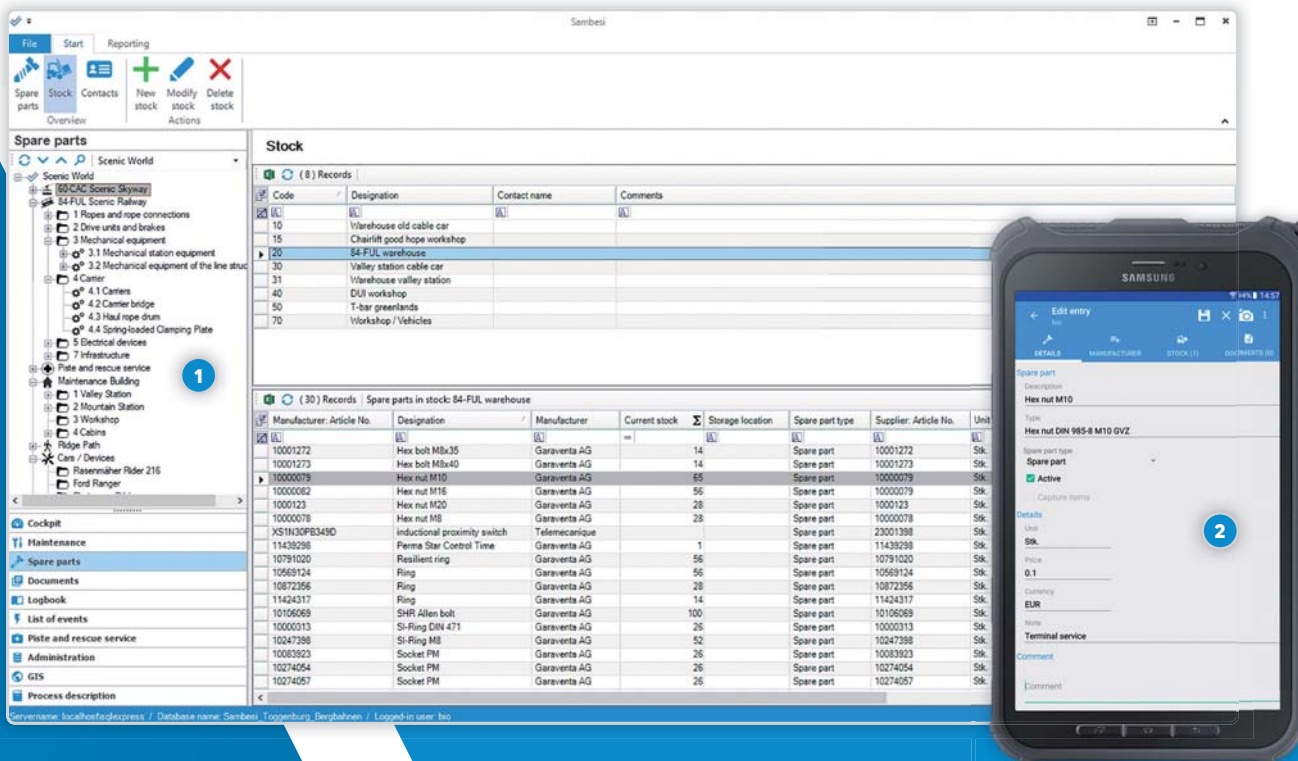 Sambesi
File Start Reporting
Spare parts Stock Contacts New stock Modify stock Delete stock
Overview Actions
Spare parts
Scenic World
Scenic World
60-CAC Scenic Skyway
84-FUL Scenic Railway
1 Ropes and rope connections
2 Drive units and brakes
3 Mechanical equipment
3.1 Mechanical station equipment
3.2 Mechanical equipment of the line struc
4 Carrier
4.1 Carriers
4.2 Carrier bridge
4.3 Haul rope drum
4.4 Spring-loaded Clamping Plate
5 Electrical devices
7 Infrastructure
Piste and rescue service
Maintenance Building
1 Valley Station
2 Mountain Station
3 Workshop
4 Cabins
Ridge Path
Cars / Devices
Rasenmäher Rider 216
Ford Ranger
1
Cockpit
Maintenance
Spare parts
Documents
Logbook
List of events
Piste and rescue service
Administration
GIS
Process description
Stock
(8) Records
Code Designation Contact name Comments
10 Warehouse old cable car
15 Chairlift good hope workshop
20 84-FUL warehouse
30 Valley station cable car
31 Warehouse valley station
40 DUI workshop
50 T-bar greenlands
70 Workshop / Vehicles
(30) Records Spare parts in stock: 84-FUL warehouse
Manufacturer: Article No. Designation Manufacturer Current stock Σ Storage location Spare part type Supplier: Article No. Unit
10001272 Hex bolt M8x35 Garaventa AG 14 Spare part 10001272 Stk.
10001273 Hex bolt M8x40 Garaventa AG 14 Spare part 10001273 Stk.
10000079 Hex nut M10 Garaventa AG 65 Spare part 10000079 Stk.
10000082 Hex nut M16 Garaventa AG 56 Spare part 10000079 Stk.
1000123 Hex nut M20 Garaventa AG 28 Spare part 1000123 Stk.
10000078 Hex nut M8 Garaventa AG 28 Spare part 10000078 Stk.
XS1N30PB349D inductional proximity switch Telemecanique Spare part 23001398 Stk.
11439298 Perma Star Control Time Garaventa AG 1 Spare part 11439298 Stk.
10791020 Resilient ring Garaventa AG 56 Spare part 10791020 Stk.
10569124 Ring Garaventa AG 56 Spare part 10569124 Stk.
10872356 Ring Garaventa AG 28 Spare part 10872356 Stk.
11424317 Ring Garaventa AG 14 Spare part 11424317 Stk.
10106069 SHR Allen bolt Garaventa AG 100 Spare part 10106069 Stk.
10000313 SI-Ring DIN 471 Garaventa AG 26 Spare part 10000313 Stk.
10247398 SI-Ring M8 Garaventa AG 52 Spare part 10247398 Stk.
10083923 Socket PM Garaventa AG 26 Spare part 10083923 Stk.
10274054 Socket PM Garaventa AG 26 Spare part 10274054 Stk.
10274057 Socket PM Garaventa AG 26 Spare part 10274057 Stk.
Servername: localhost\sqlexpress / Database name: Sambesi_Toggenburg_Bergbahnen / Logged-in user: bio
SAMSUNG
94% 14:57
Edit entry
bio
DETAILS MANUFACTURER STOCK (1) DOCUMENTS (0)
Spare part
Description
Hex nut M10
Type
Hex nut DIN 985-8 M10 GVZ
Spare part type
Spare part
Active
Capture items
Details
Unit
Stk.
Price
0.1
Currency
EUR
Note
Terminal service
Comment
Comment
2